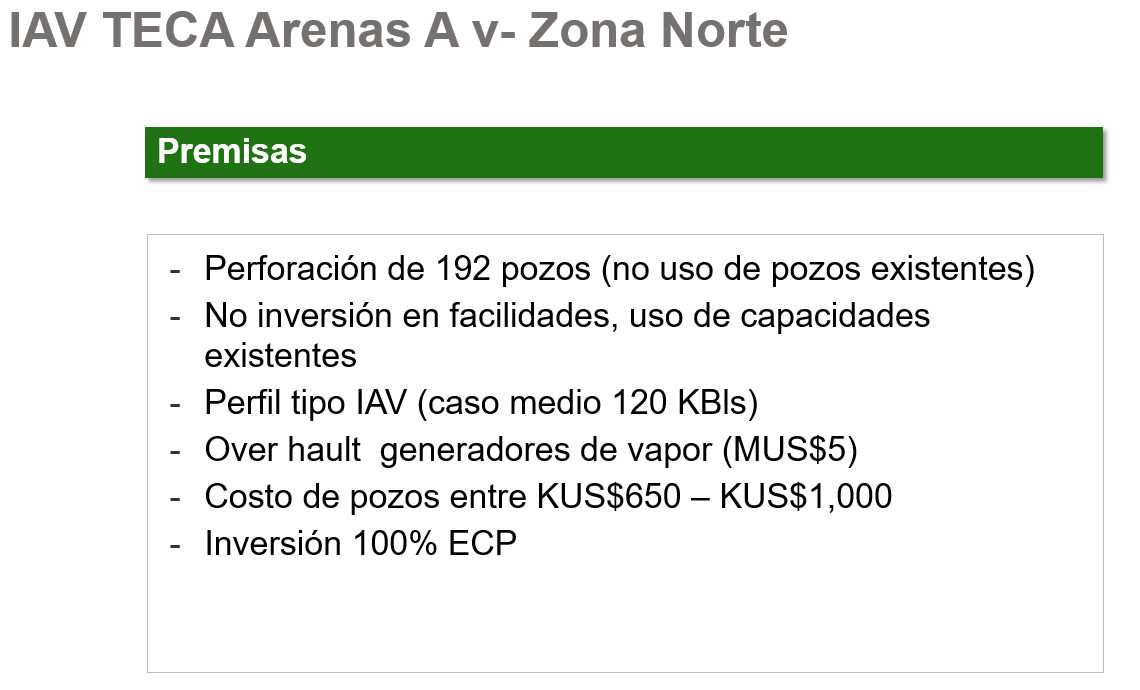 IAV TECA Arenas A v- Zona Norte
Premisas
- Perforación de 192 pozos (no uso de pozos existentes)
- No inversión en facilidades, uso de capacidades
existentes
- Perfil tipo IAV (caso medio 120 KBls)
- Over hault  generadores de vapor (MUS$5)
- Costo de pozos entre KUS$650 – KUS$1,000
- Inversión 100% ECP